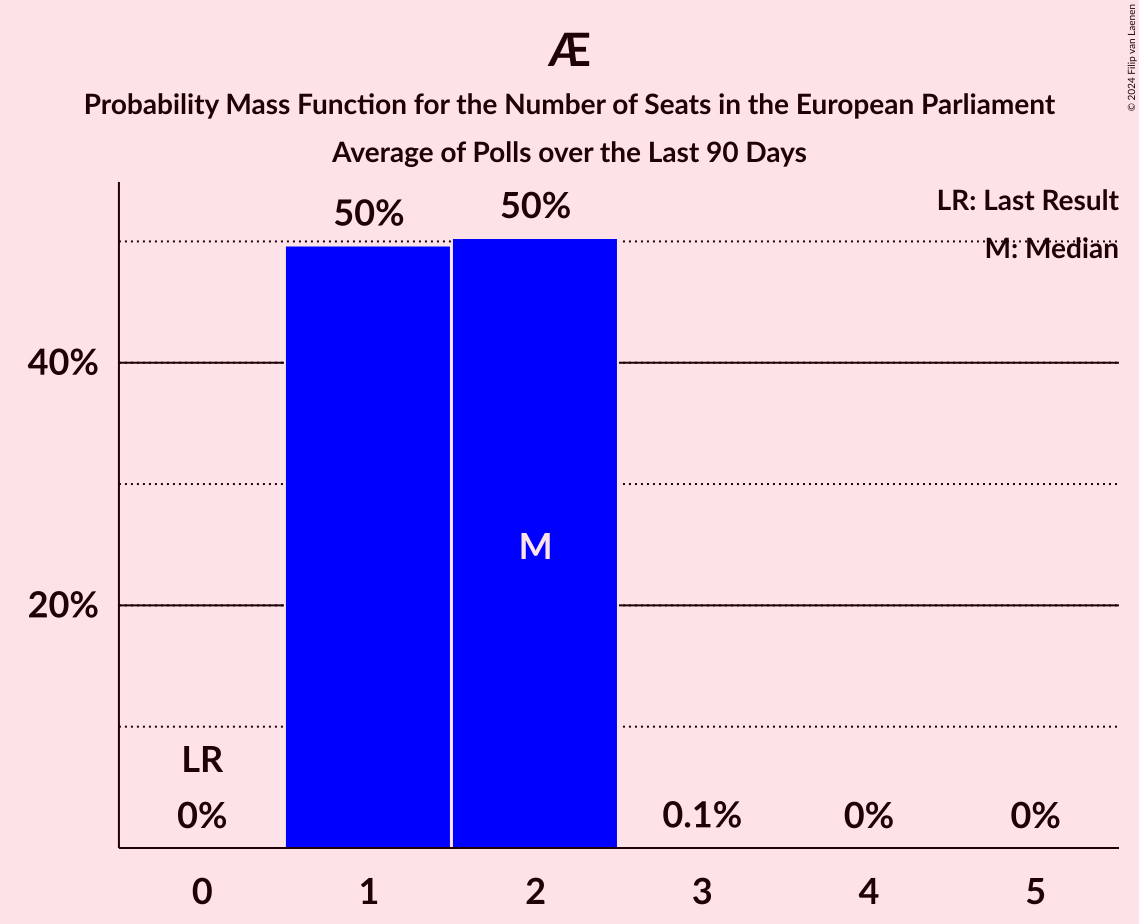 Æ
Probability Mass Function for the Number of Seats in the European Parliament
Average of Polls over the Last 90 Days
© 2024 Filip van Laenen
LR: Last Result
M: Median
50%
50%
40%
M
20%
LR
0%
0.1%
0%
0%
0
1
2
3
4
5